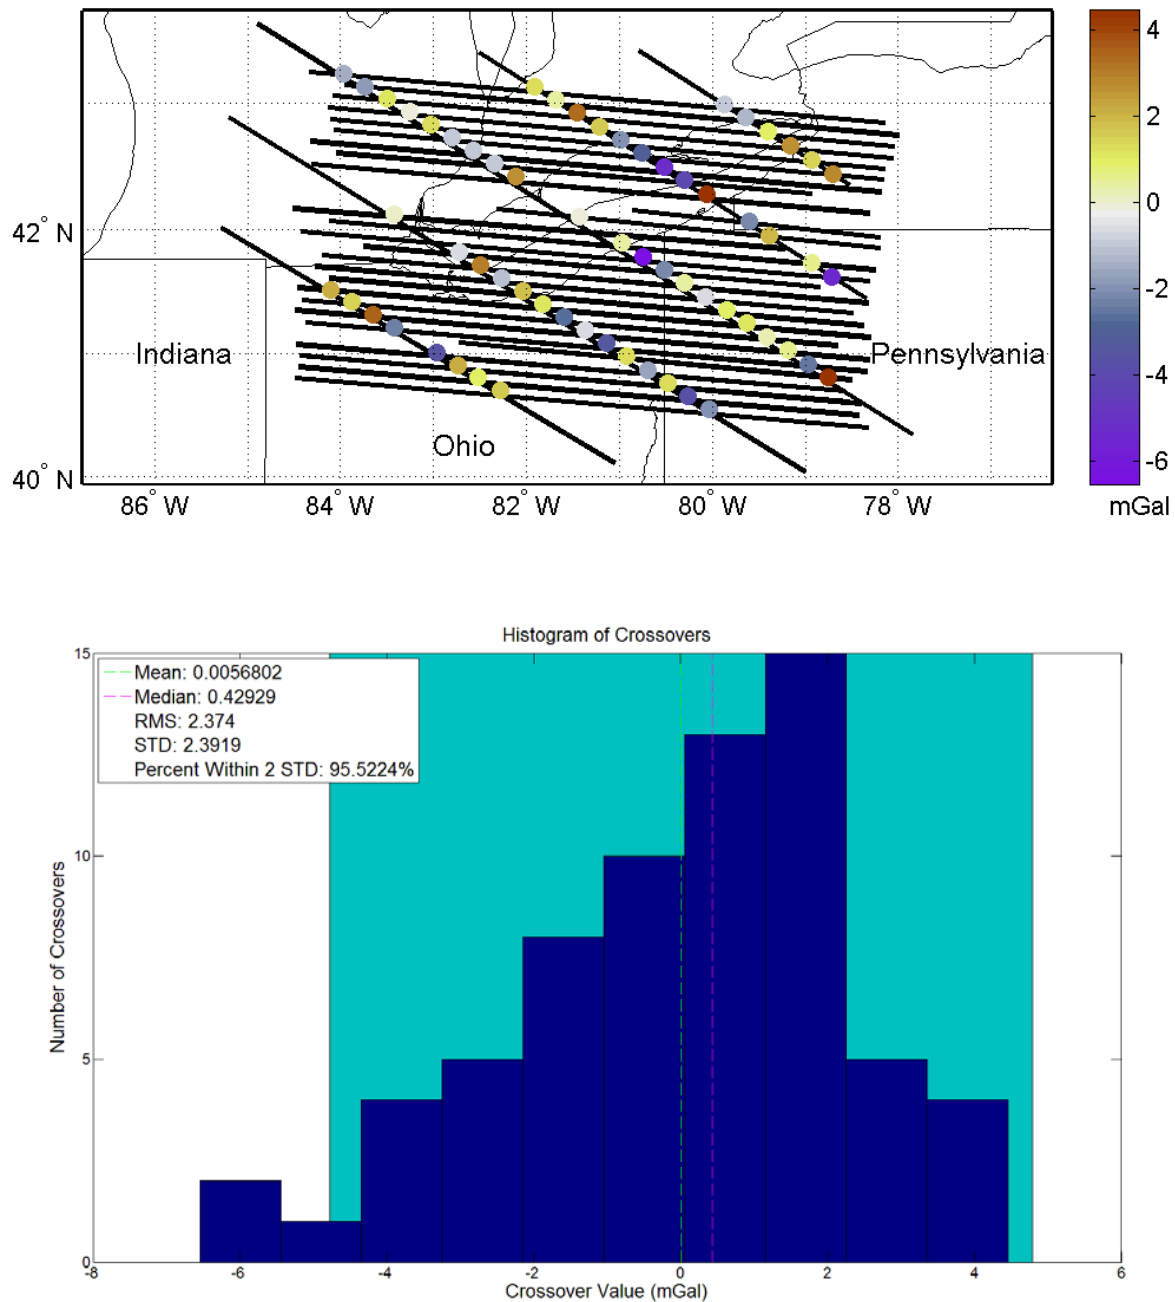 4
2
0
-2
-4
-6
mGal
42° N
40° N
Indiana
Pennsylvania
Ohio
86° W 84° W 82° W 80° W 78° W
Histogram of Crossovers
Mean: 0.0056802
Median: 0.42929
RMS: 2.374
STD: 2.3919
Percent Within 2 STD: 95.5224%
Number of Crossovers
15
10
5
0
-8 -6 -4 -2 0 2 4 6
Crossover Value (mGal)